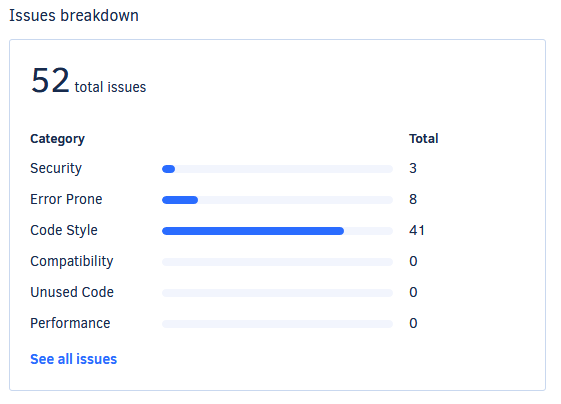 Issues breakdown
52 total issues
Category Total
Security 3
Error Prone 8
Code Style 41
Compatibility 0
Unused Code 0
Performance 0
See all issues